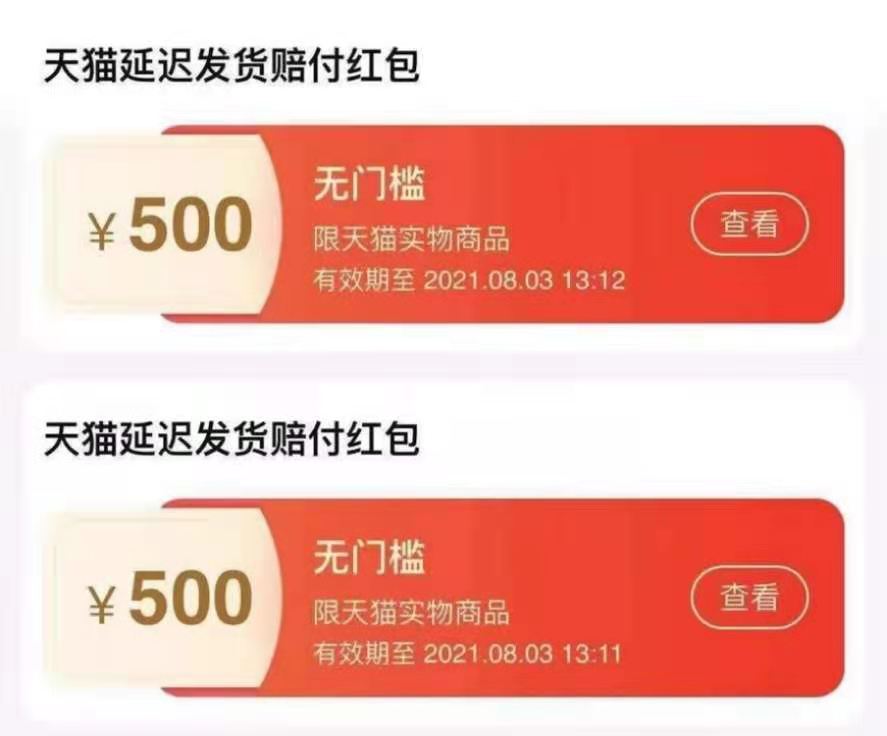 天猫延迟发货赔付红包
¥500
无门槛
限天猫实物商品
有效期至 2021.08.03 13:12
查看
天猫延迟发货赔付红包
¥500
无门槛
限天猫实物商品
有效期至 2021.08.03 13:11
查看